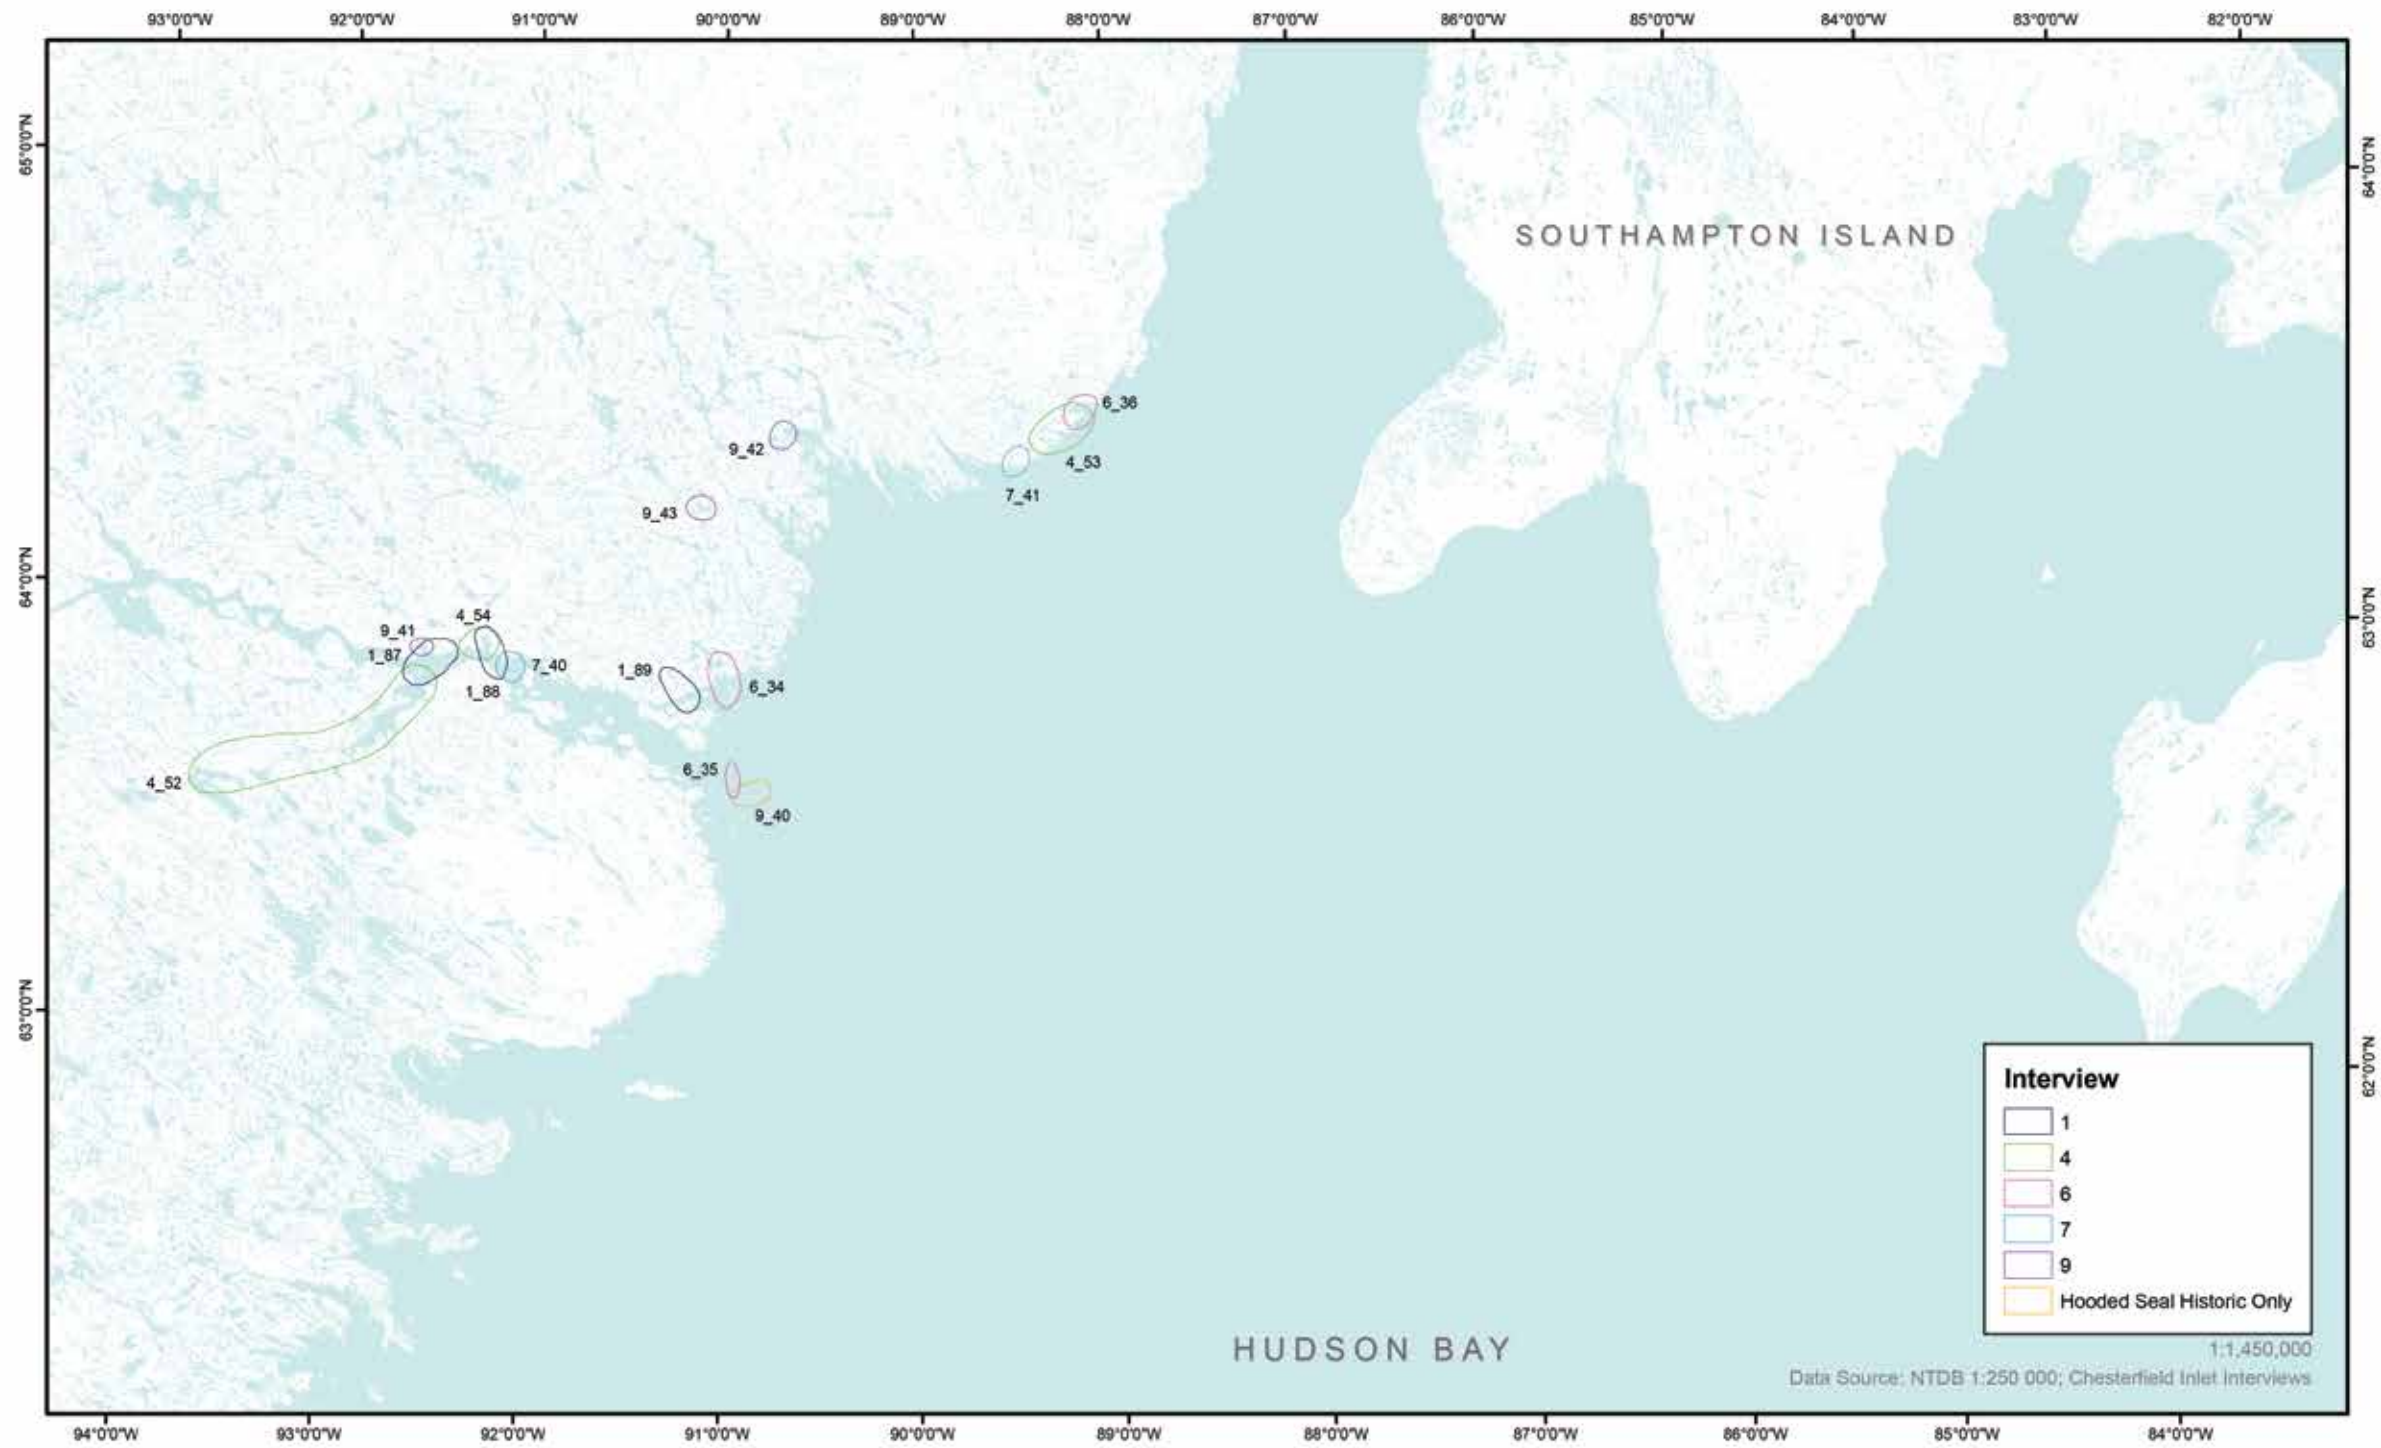 93°0'0"W 92°0'0"W 91°0'0"W 90°0'0"W 89°0'0"W 88°0'0"W 87°0'0"W 86°0'0"W 85°0'0"W 84°0'0"W 83°0'0"W 82°0'0"W
65°0'0"N
64°0'0"N
SOUTHAMPTON ISLAND
6_36
9_42
4_53
7_41
9_43
64°0'0"N
63°0'0"N
4_54
9_41
1_87
7_40
1_88
1_89
6_34
6_35
4_52
9_40
63°0'0"N
62°0'0"N
Interview
1
4
6
7
9
Hooded Seal Historic Only
HUDSON BAY
1:1,450,000
Data Source: NTDB 1:250 000; Chesterfield Inlet Interviews
94°0'0"W 93°0'0"W 92°0'0"W 91°0'0"W 90°0'0"W 89°0'0"W 88°0'0"W 87°0'0"W 86°0'0"W 85°0'0"W 84°0'0"W